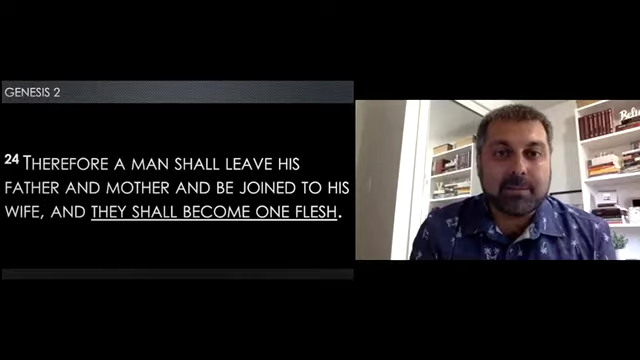 GENESIS 2
24 THEREFORE A MAN SHALL LEAVE HIS
FATHER AND MOTHER AND BE JOINED TO HIS
WIFE, AND THEY SHALL BECOME ONE FLESH.